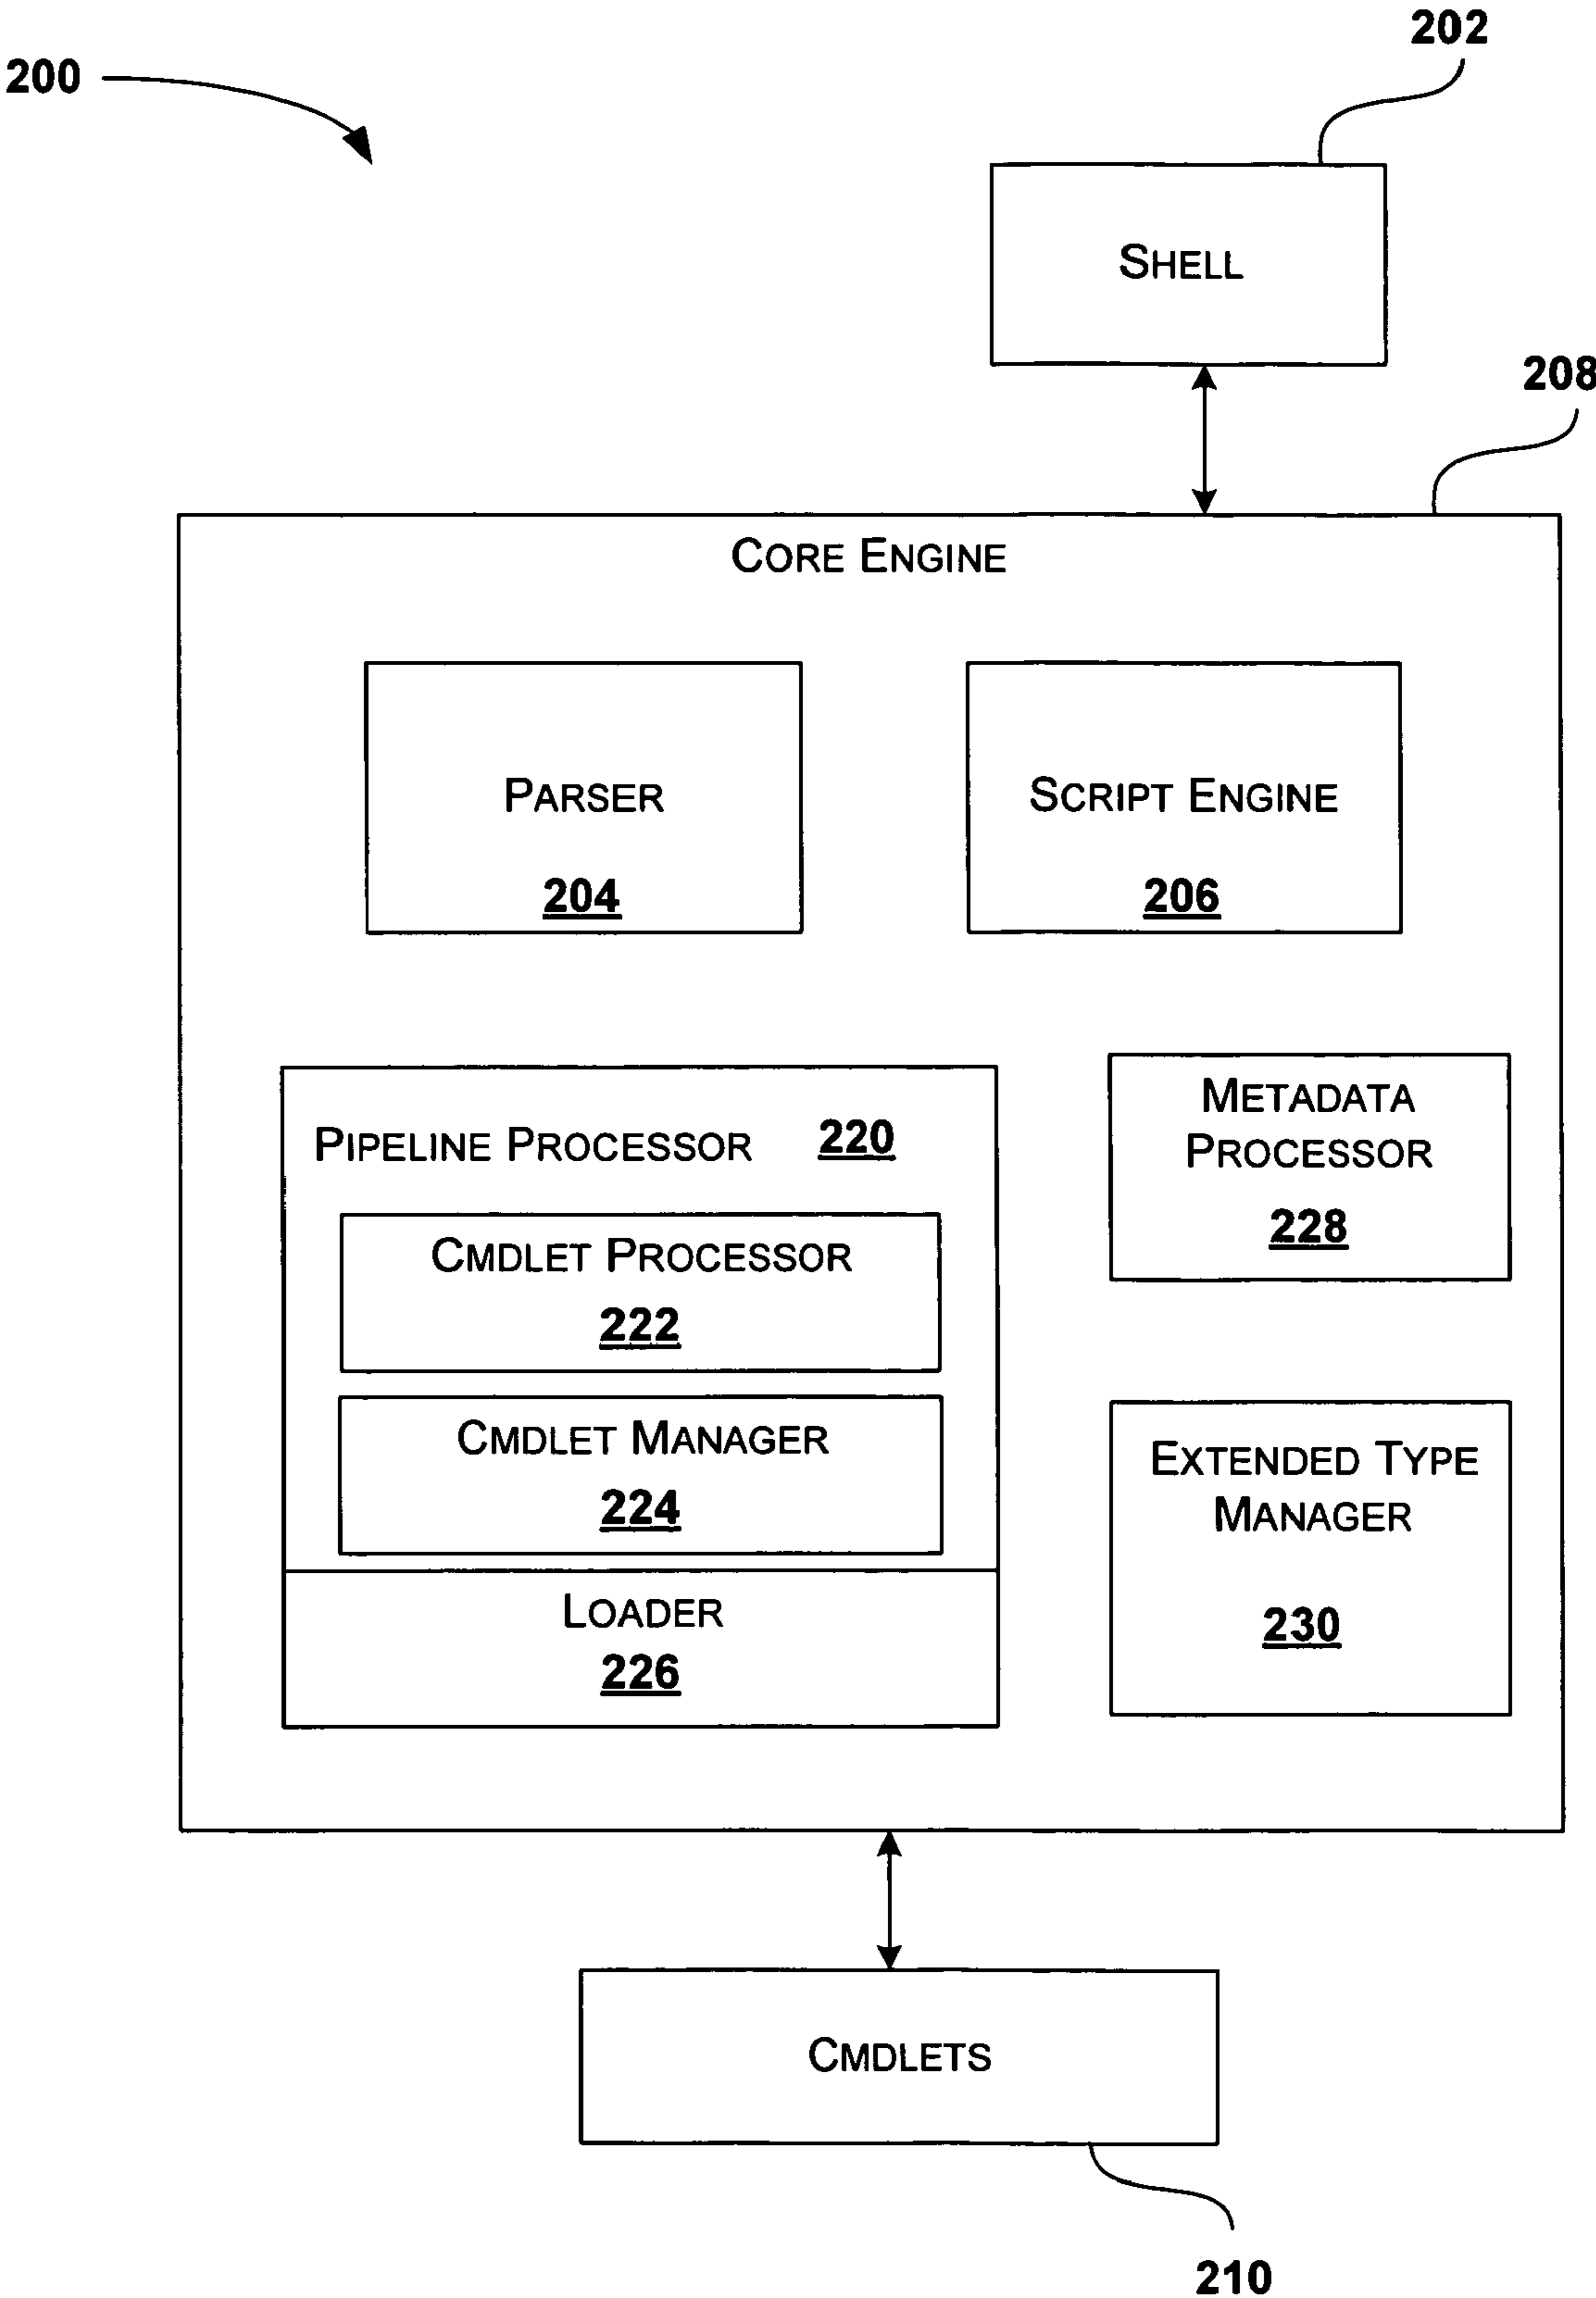 202
200
SHELL
208
CORE ENGINE
PARSER
204
SCRIPT ENGINE
206
PIPELINE PROCESSOR 220
CMDLET PROCESSOR
222
CMDLET MANAGER
224
LOADER
226
METADATA
PROCESSOR
228
EXTENDED TYPE
MANAGER
230
CMDLETS
210